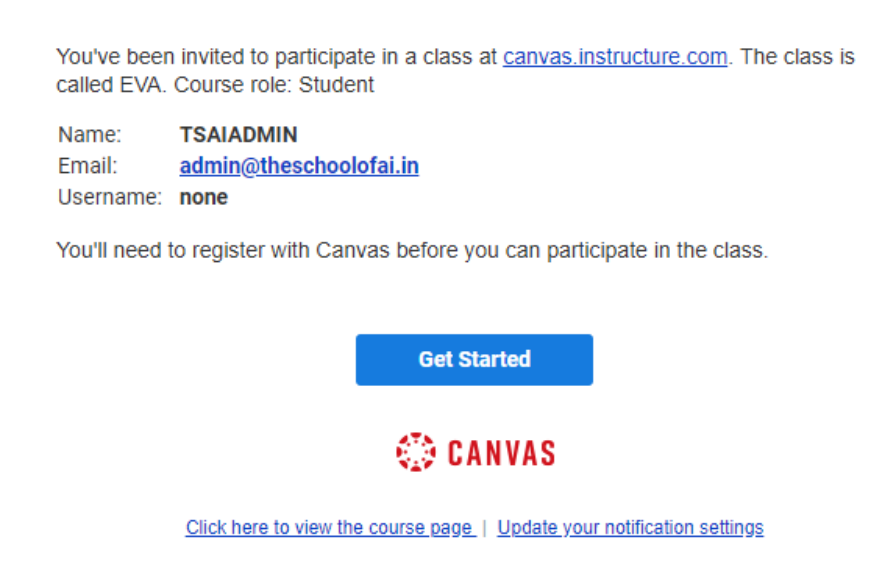 You've been invited to participate in a class at canvas.instructure.com. The class is
called EVA. Course role: Student
Name: TSAIADMIN
Email: admin@theschoolofai.in
Username: none
You'll need to register with Canvas before you can participate in the class.
Get Started
CANVAS
Click here to view the course page | Update your notification settings